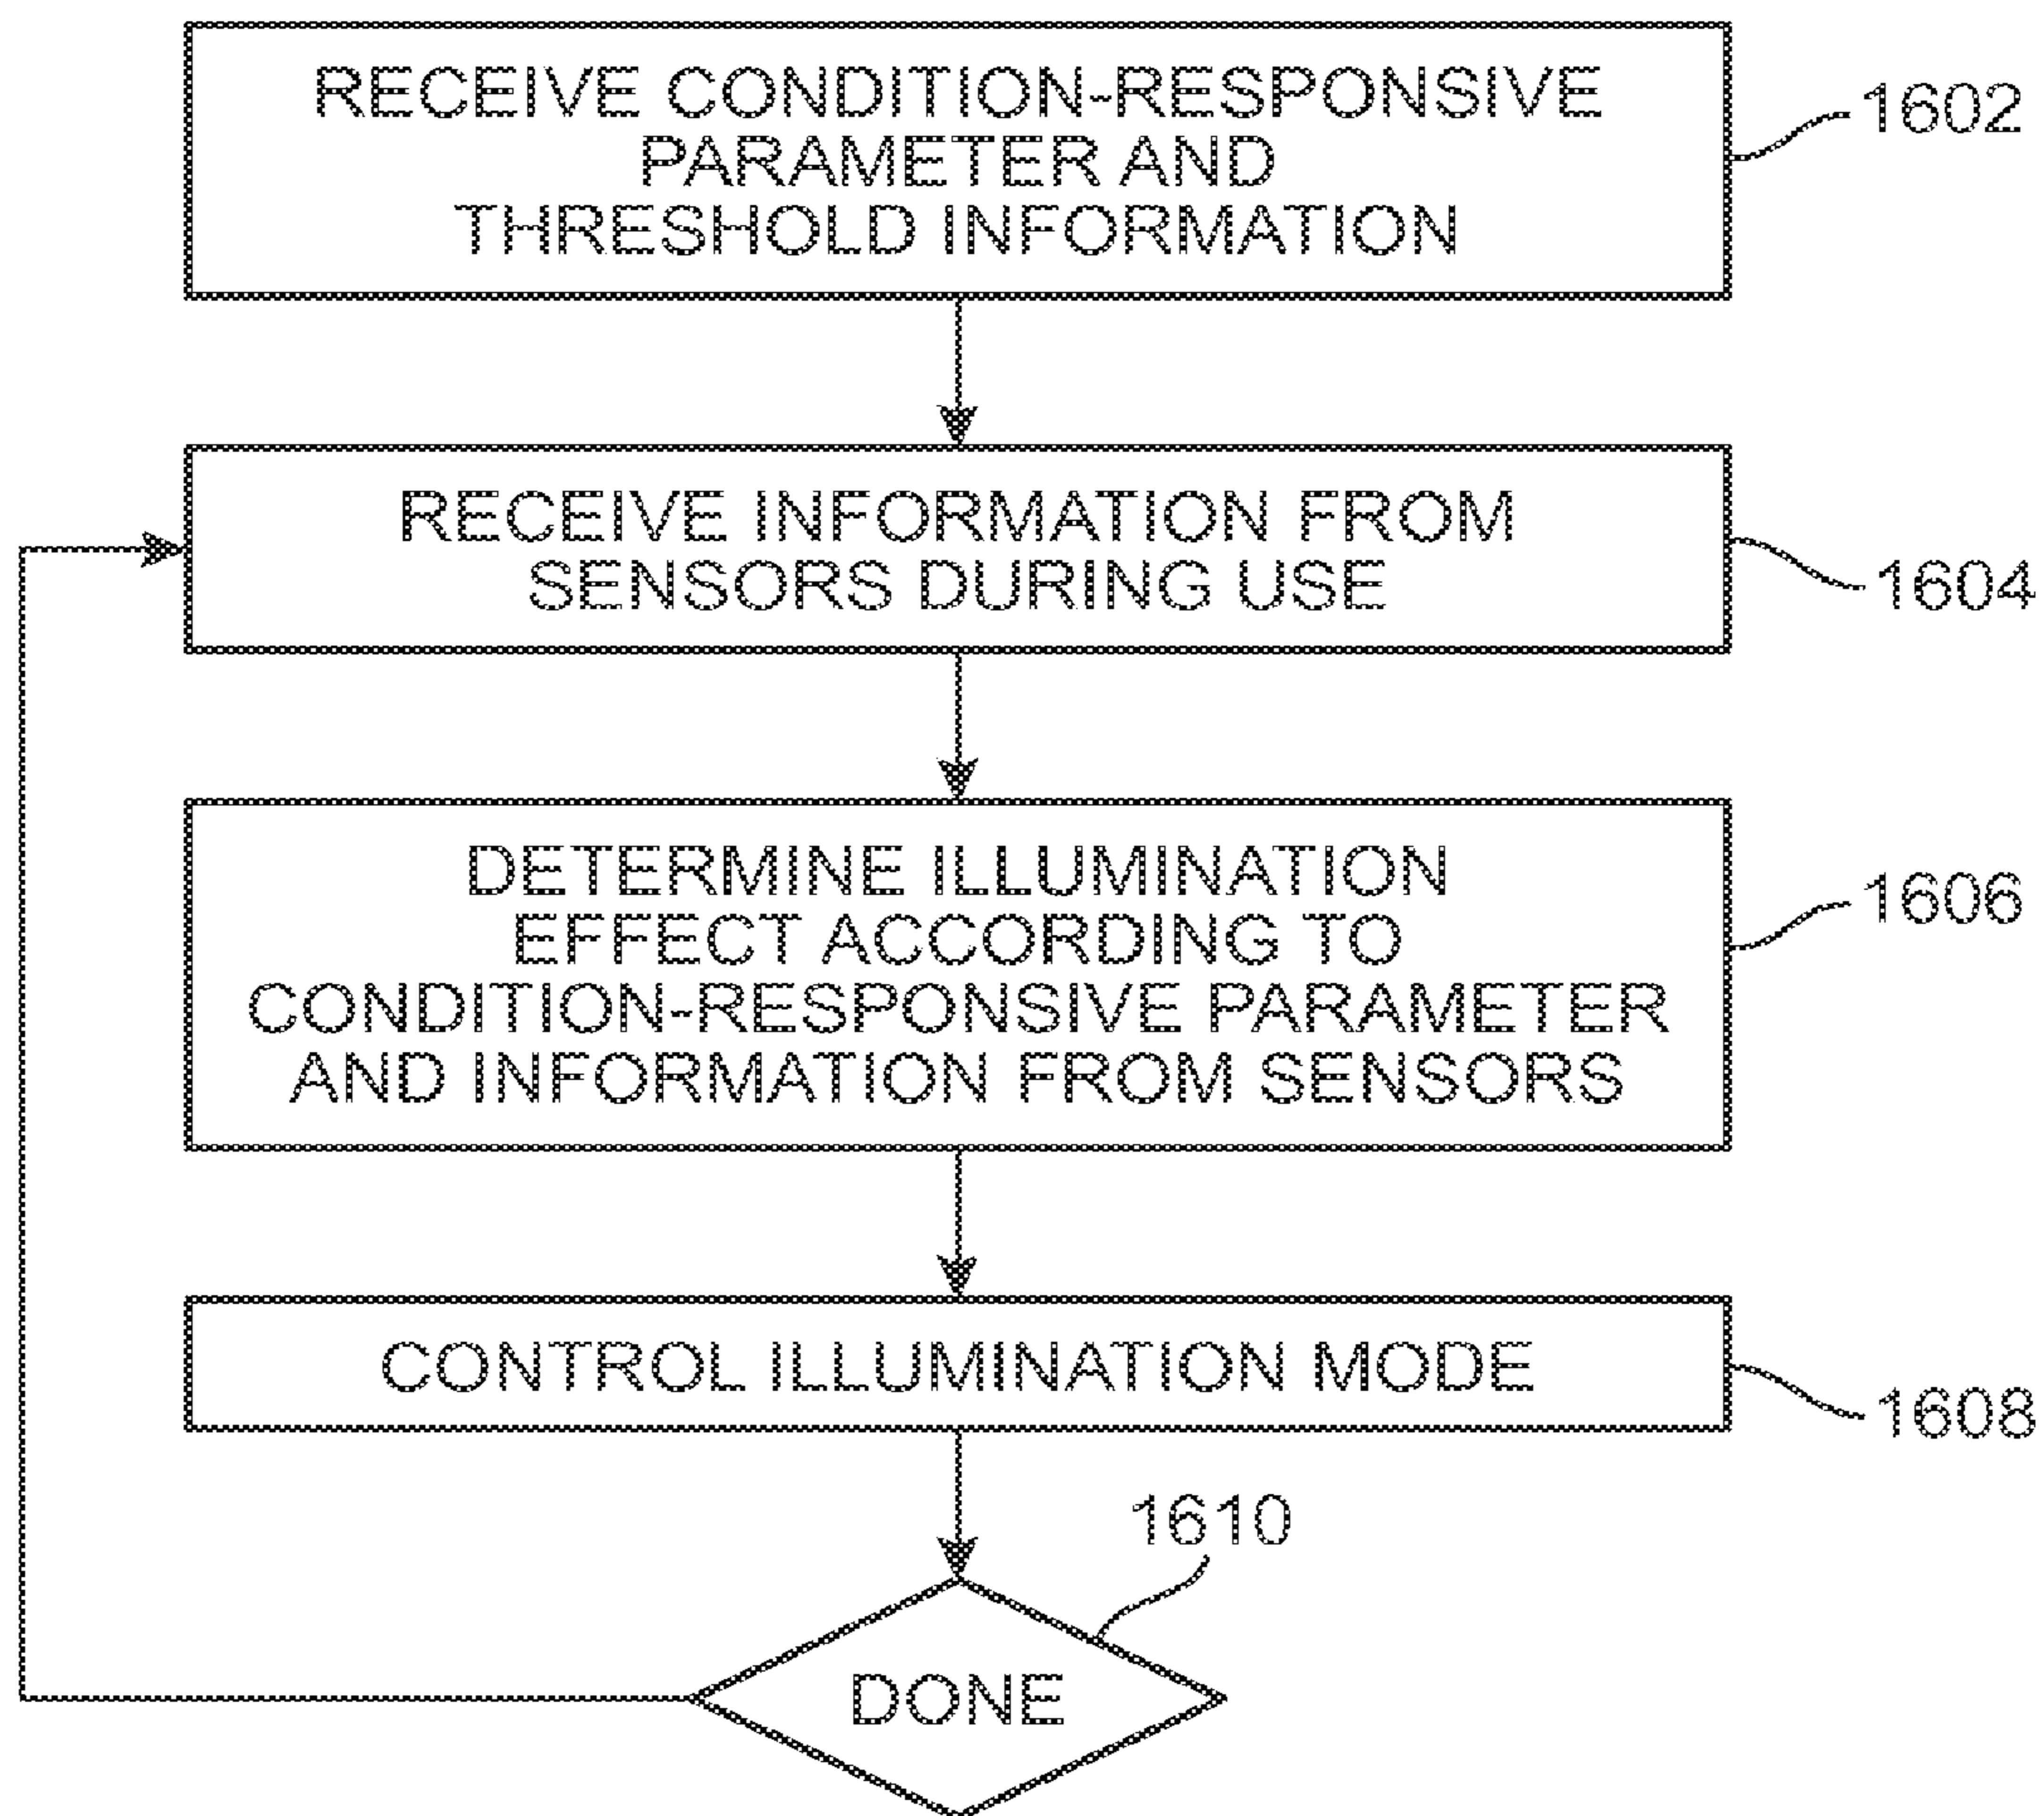 RECEIVE CONDITION-RESPONSIVE
PARAMETER AND
THRESHOLD INFORMATION
1602
RECEIVE INFORMATION FROM
SENSORS DURING USE
1604
DETERMINE ILLUMINATION
EFFECT ACCORDING TO
CONDITION-RESPONSIVE PARAMETER
AND INFORMATION FROM SENSORS
1606
CONTROL ILLUMINATION MODE
1608
1610
DONE